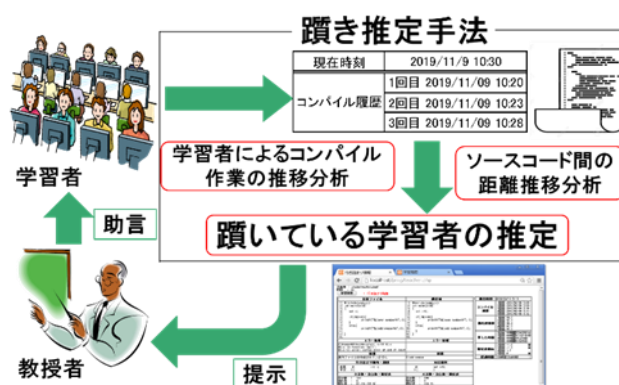 躓き推定手法
現在時刻 2019/11/9 10:30
コンパイル履歴
1回目 2019/11/09 10:20
2回目 2019/11/09 10:23
3回目 2019/11/09 10:28
学習者
学習者によるコンパイル
作業の推移分析
ソースコード間の
距離推移分析
助言
躓いている学習者の推定
教授者
提示